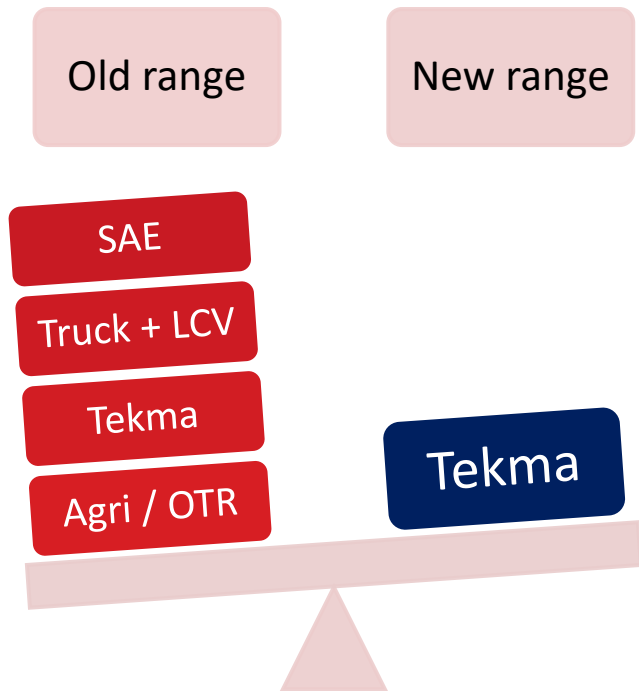 Old range
New range
SAE
Truck + LCV
Tekma
Agri / OTR
Tekma